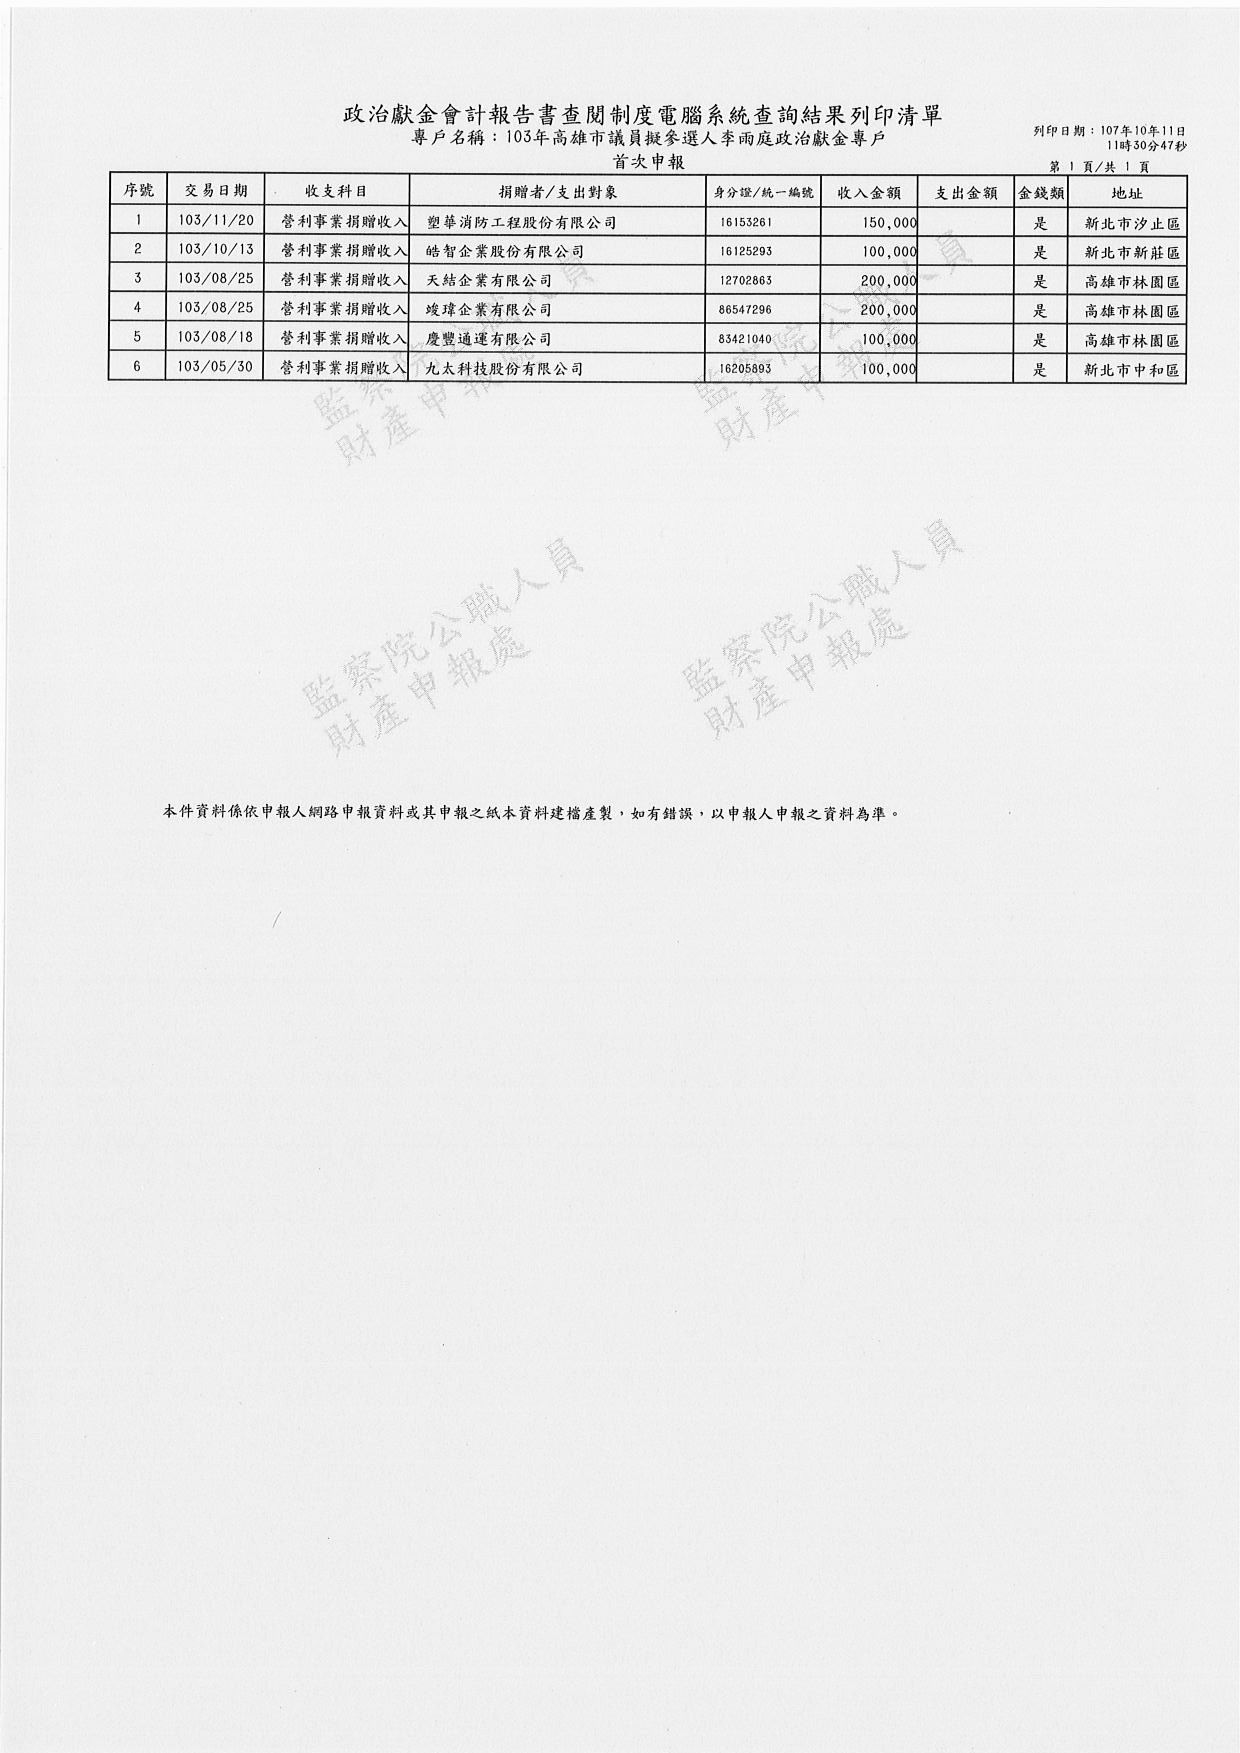 政治獻金會計報告書查閱制度電腦系統查詢結果列印清單
專戶名稱：103年高雄市議員擬參選人李雨庭政治獻金專戶
列印日期：107年10年11日
11時30分47秒
首次申報
第 1 頁/共 1 頁
序號 交易日期 收支科目 捐贈者/支出對象 身分證/統一編號 收入金額 支出金額 金錢類 地址
1 103/11/20 營利事業捐贈收入 塑華消防工程股份有限公司 16153261 150,000 是 新北市汐止區
2 103/10/13 營利事業捐贈收入 皓智企業股份有限公司 16125293 100,000 是 新北市新莊區
3 103/08/25 營利事業捐贈收入 天結企業有限公司 12702863 200,000 是 高雄市林園區
4 103/08/25 營利事業捐贈收入 竣瑋企業有限公司 86547296 200,000 是 高雄市林園區
5 103/08/18 營利事業捐贈收入 慶豐通運有限公司 83421040 100,000 是 高雄市林園區
6 103/05/30 營利事業捐贈收入 九太科技股份有限公司 16205893 100,000 是 新北市中和區
監察院公職人員
財產申報處
監察院公職人員
財產申報處
監察院公職人員
財產申報處
監察院公職人員
財產申報處
本件資料係依申報人網路申報資料或其申報之紙本資料建檔產製，如有錯誤，以申報人申報之資料為準。